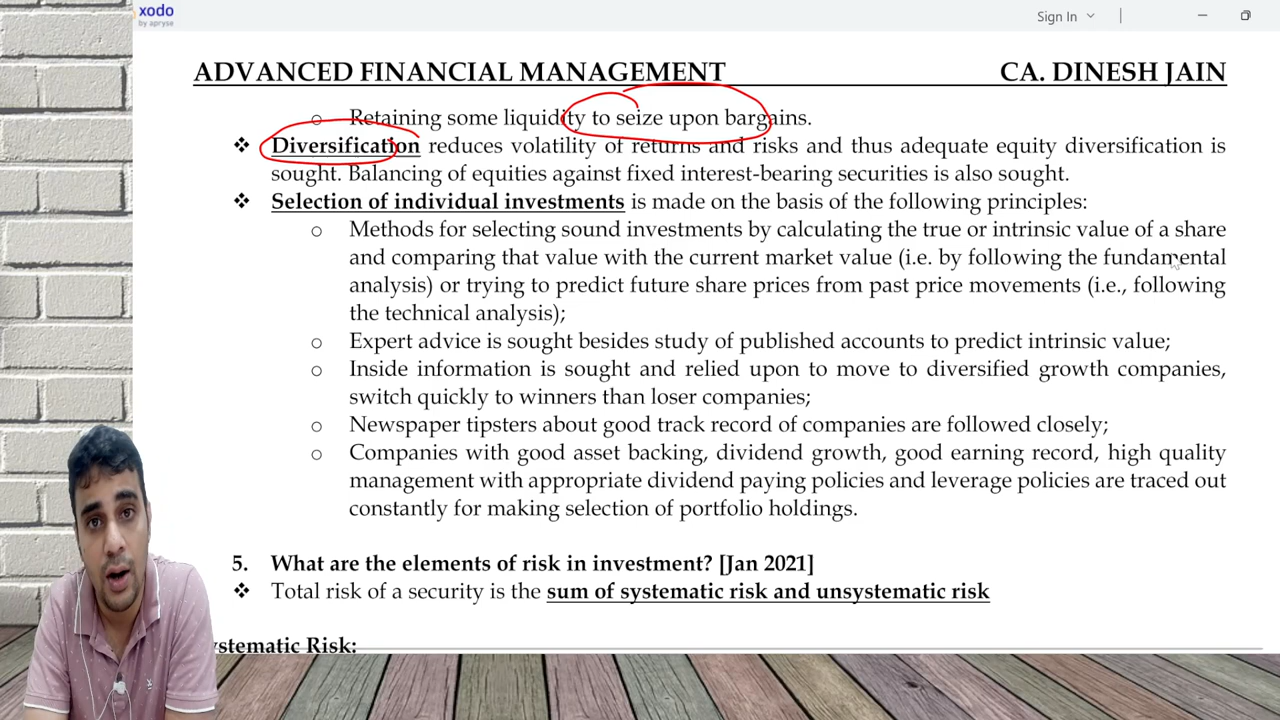 xodo
by apryse
Sign In
ADVANCED FINANCIAL MANAGEMENT CA. DINESH JAIN
o Retaining some liquidity to seize upon bargains.
❖ Diversification reduces volatility of returns and risks and thus adequate equity diversification is
sought. Balancing of equities against fixed interest-bearing securities is also sought.
❖ Selection of individual investments is made on the basis of the following principles:
o Methods for selecting sound investments by calculating the true or intrinsic value of a share
and comparing that value with the current market value (i.e. by following the fundamental
analysis) or trying to predict future share prices from past price movements (i.e., following
the technical analysis);
o Expert advice is sought besides study of published accounts to predict intrinsic value;
o Inside information is sought and relied upon to move to diversified growth companies,
switch quickly to winners than loser companies;
o Newspaper tipsters about good track record of companies are followed closely;
o Companies with good asset backing, dividend growth, good earning record, high quality
management with appropriate dividend paying policies and leverage policies are traced out
constantly for making selection of portfolio holdings.
5. What are the elements of risk in investment? [Jan 2021]
❖ Total risk of a security is the sum of systematic risk and unsystematic risk
ystematic Risk: